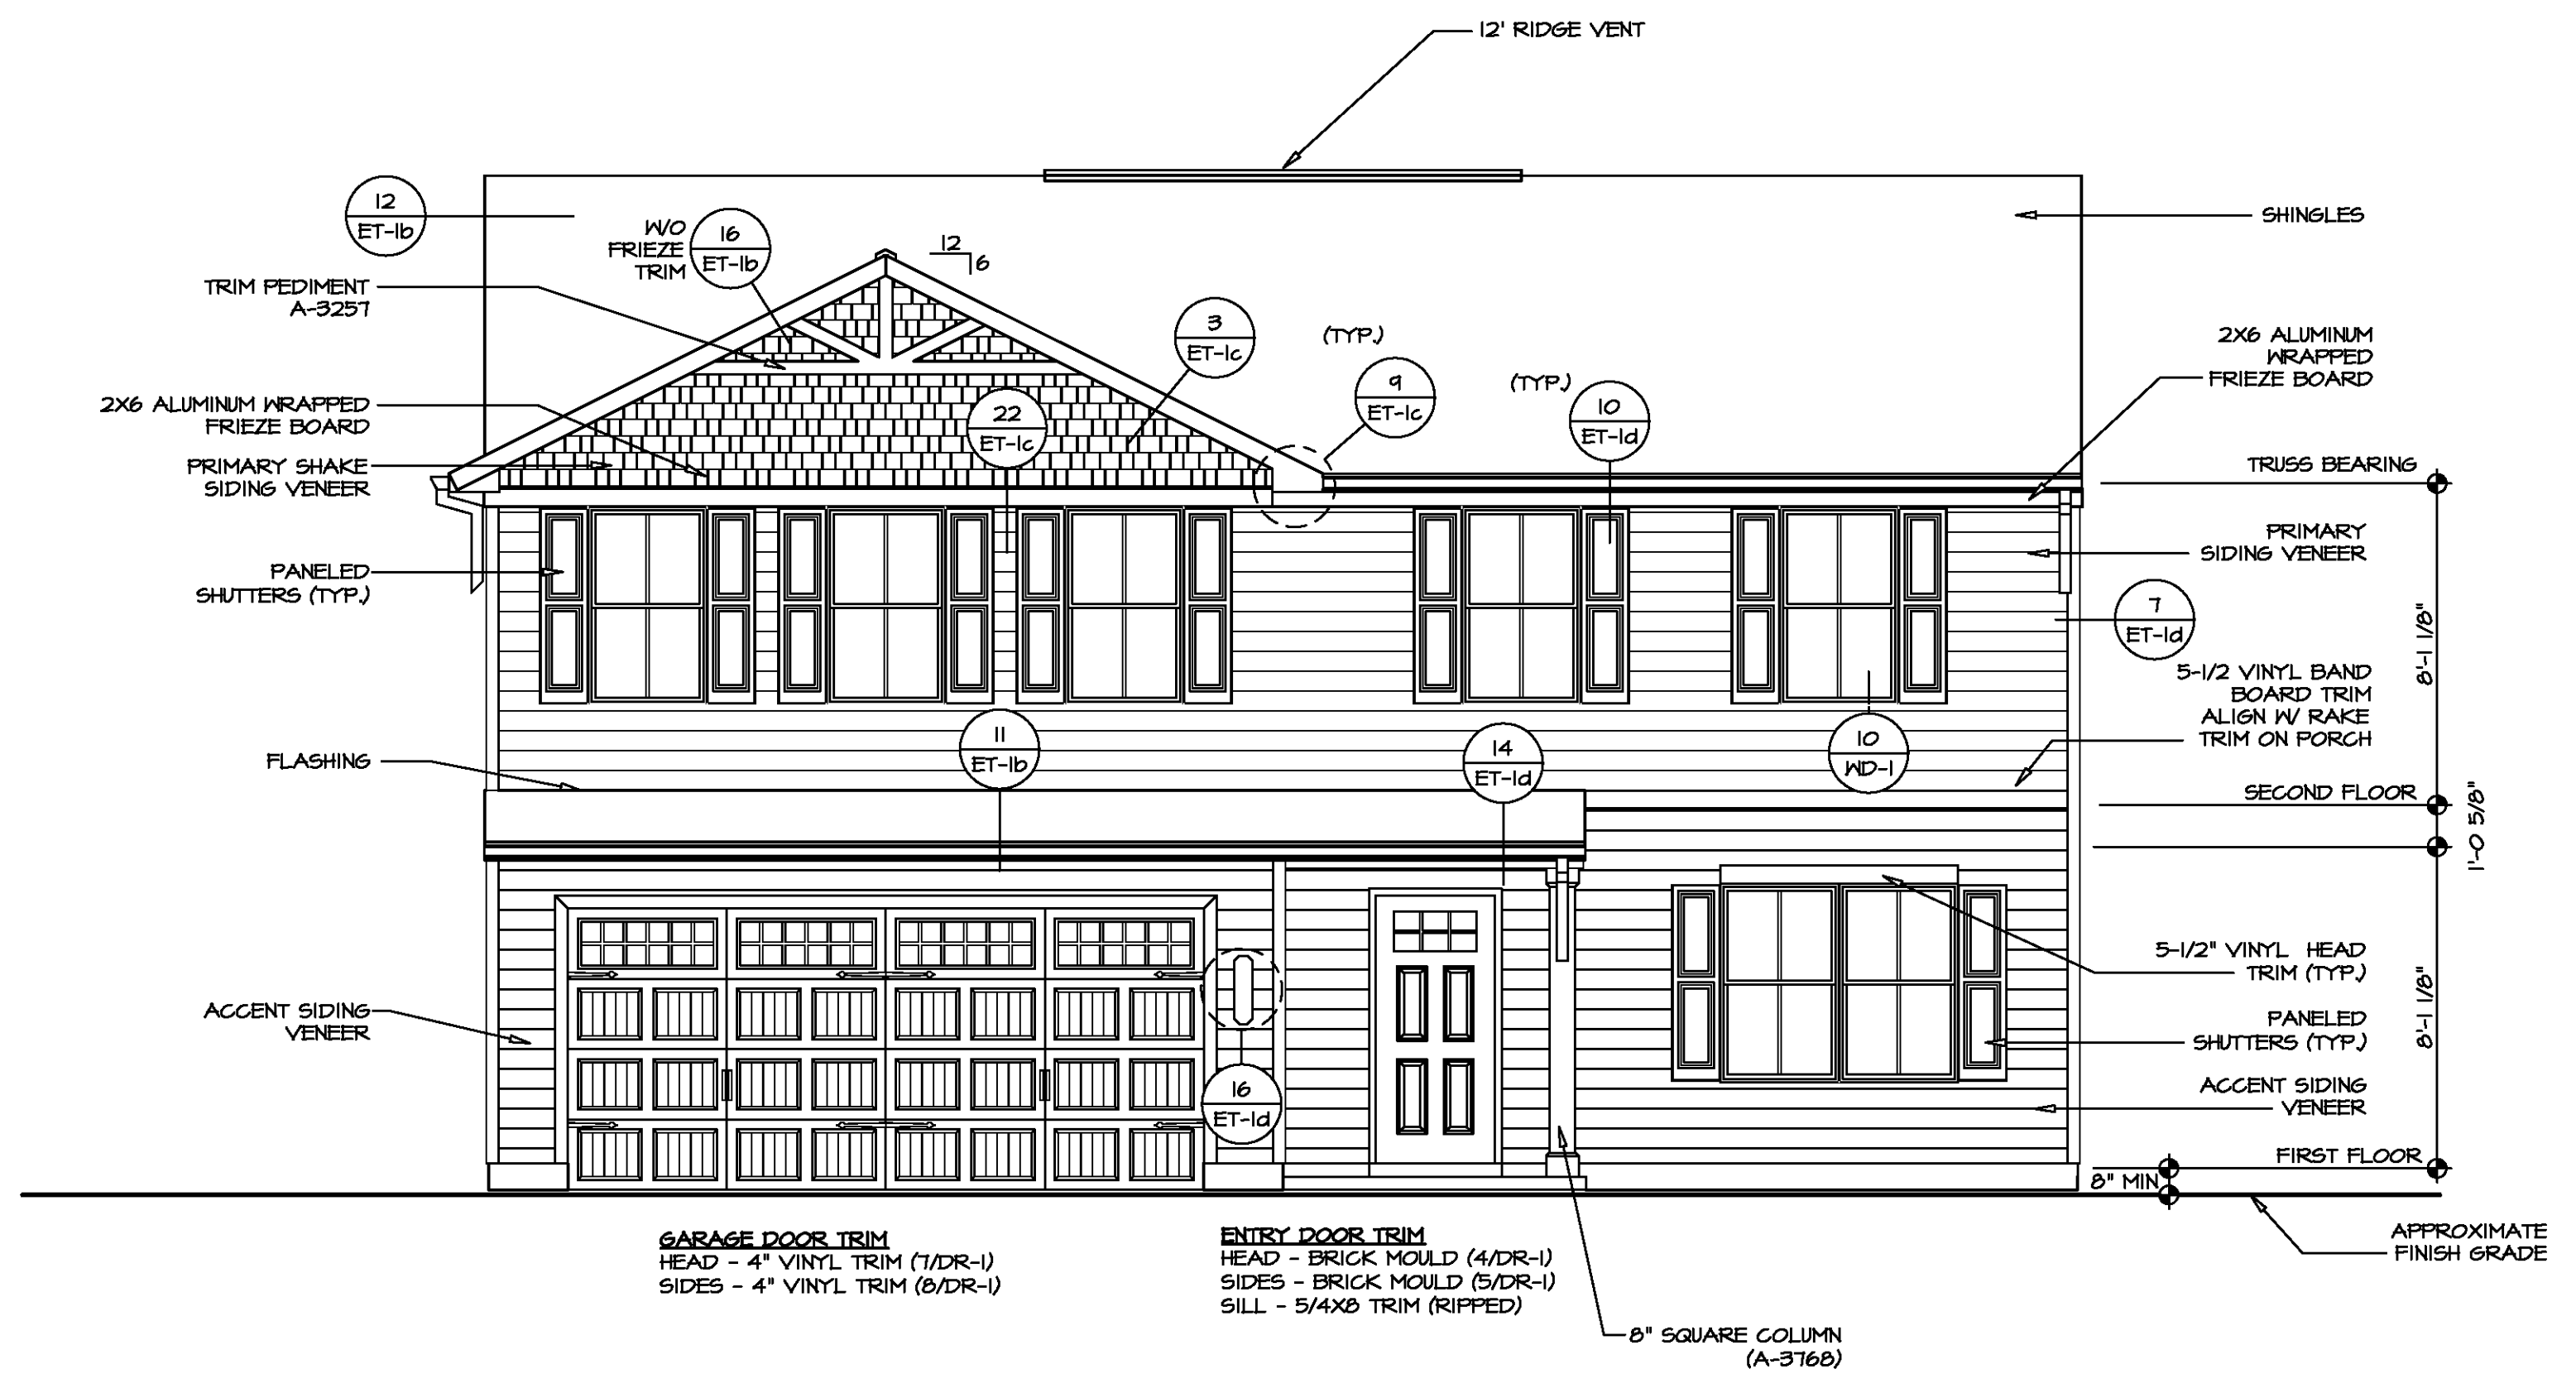 12' RIDGE VENT
12
ET-1b
SHINGLES
W/O
FRIEZE
TRIM
16
ET-1b
12
6
TRIM PEDIMENT
A-3257
3
ET-1c
(TYP.)
9
ET-1c
(TYP.)
10
ET-1d
2X6 ALUMINUM
WRAPPED
FRIEZE BOARD
2X6 ALUMINUM WRAPPED
FRIEZE BOARD
22
ET-1c
PRIMARY SHAKE
SIDING VENEER
TRUSS BEARING
PRIMARY
SIDING VENEER
PANELED
SHUTTERS (TYP.)
7
ET-1d
8'-1 1/8"
5-1/2 VINYL BAND
BOARD TRIM
ALIGN W/ RAKE
TRIM ON PORCH
FLASHING
11
ET-1b
14
ET-1d
10
WD-1
SECOND FLOOR
1'-0 5/8"
5-1/2" VINYL HEAD
TRIM (TYP.)
8'-1 1/8"
ACCENT SIDING
VENEER
PANELED
SHUTTERS (TYP.)
16
ET-1d
ACCENT SIDING
VENEER
FIRST FLOOR
8" MIN
APPROXIMATE
FINISH GRADE
GARAGE DOOR TRIM
HEAD - 4" VINYL TRIM (7/DR-1)
SIDES - 4" VINYL TRIM (8/DR-1)
ENTRY DOOR TRIM
HEAD - BRICK MOULD (4/DR-1)
SIDES - BRICK MOULD (5/DR-1)
SILL - 5/4X8 TRIM (RIPPED)
8" SQUARE COLUMN
(A-3768)